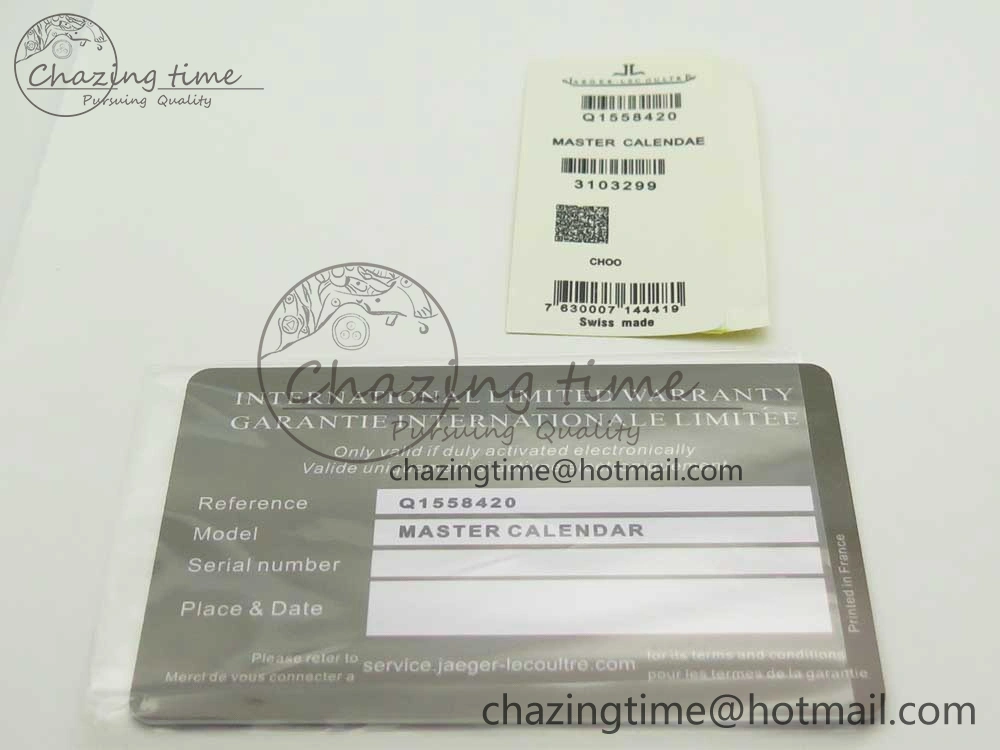 Chazing time
Pursuing Quality
JL
JAEGER-LECOULTRE
Q1558420
MASTER CALENDAE
3103299
CHOO
7 630007 144419
Swiss made
Chazing time
Pursuing Quality
INTERNATIONAL LIMITED WARRANTY
GARANTIE INTERNATIONALE LIMITÉE
Only valid if duly activated electronically
Valide
chazingtime@hotmail.com
Reference Q1558420
Model MASTER CALENDAR
Serial number
Place & Date
Printed in France
Please refer to service.jaeger-lecoultre.com for its terms and conditions
Merci de vous connecter a pour les termes de la garantie
chazingtime@hotmail.com